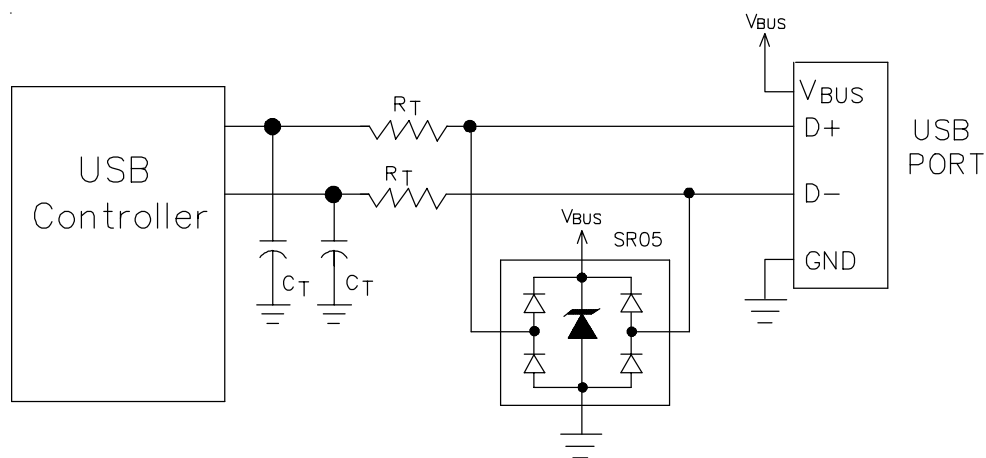 VBUS
RT
VBUS
D+
USB
PORT
USB
Controller
RT
D−
VBUS
SR05
GND
CT
CT